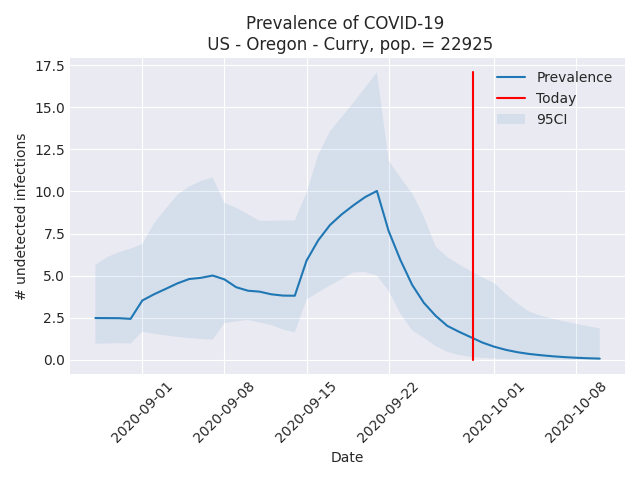 Prevalence of COVID-19
US - Oregon - Curry, pop. = 22925
17.5
15.0
12.5
10.0
7.5
5.0
2.5
0.0
# undetected infections
Prevalence
Today
95CI
2020-09-01
2020-09-08
2020-09-15
2020-09-22
2020-10-01
2020-10-08
Date